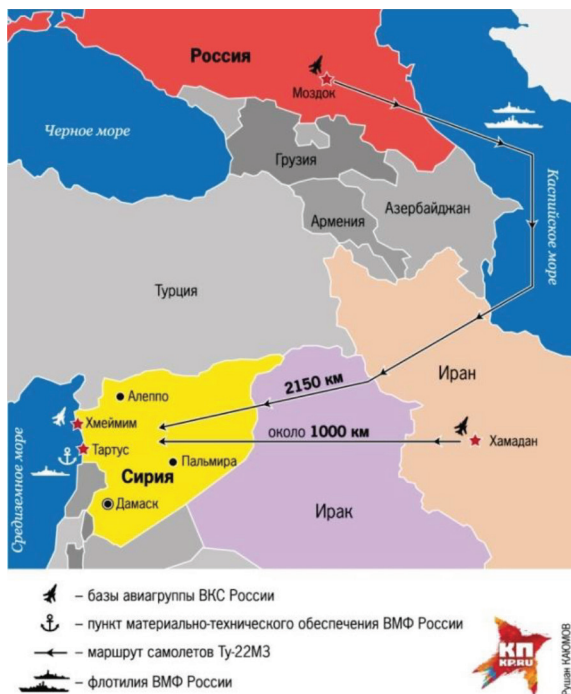 Россия
Моздок
Черное море
Грузия
Каспийское море
Азербайджан
Армения
Турция
Иран
2150 км
Алеппо
Хмеймим
около 1000 км
Хамадан
Тартус
Пальмира
Сирия
Средиземное море
Дамаск
Ирак
– базы авиагруппы ВКС России
– пункт материально-технического обеспечения ВМФ России
– маршрут самолетов Ту-22М3
– флотилия ВМФ России
КП
KP.RU
Рушан КАЮМОВ